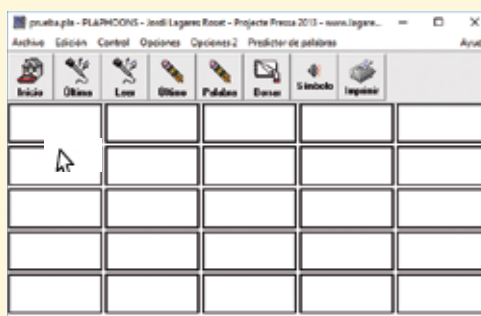 prueba.pla - PLAPHOONS - Jordi Lagares Roset - Projecte Fressa 2013 - www.lagare...
Archivo Edición Control Opciones Opciones 2 Predictor de palabras Ayu
Inicio Último Leer Último Palabra Borrar Símbolo Imprimir